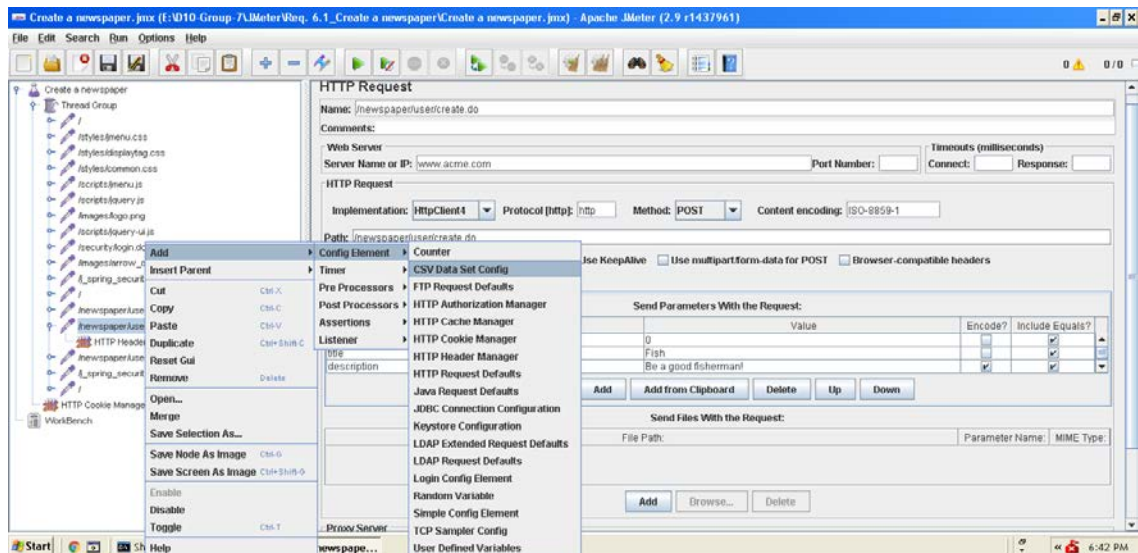 Create a newspaper.jmx (E:\D10-Group-7\JMeter\Req. 6.1_Create a newspaper\Create a newspaper.jmx) - Apache JMeter (2.9 r1437961)
File Edit Search Run Options Help
0 0/0
Create a newspaper
Thread Group
/
/styles/jmenu.css
/styles/displaytag.css
/styles/common.css
/scripts/jmenu.js
/scripts/jquery.js
/images/logo.png
/scripts/jquery-ui.js
/security/login.do
/images/arrow_
/j_spring_securit
/
/newspaper/use
/newspaper/use
HTTP Header
/newspaper/use
/j_spring_securit
/
HTTP Cookie Manage
WorkBench
Add
Insert Parent
Cut Ctrl-X
Copy Ctrl-C
Paste Ctrl-V
Duplicate Ctrl+Shift-C
Reset Gui
Remove Delete
Open...
Merge
Save Selection As...
Save Node As Image Ctrl-G
Save Screen As Image Ctrl+Shift-G
Enable
Disable
Toggle Ctrl-T
Help
Config Element
Timer
Pre Processors
Post Processors
Assertions
Listener
Counter
CSV Data Set Config
FTP Request Defaults
HTTP Authorization Manager
HTTP Cache Manager
HTTP Cookie Manager
HTTP Header Manager
HTTP Request Defaults
Java Request Defaults
JDBC Connection Configuration
Keystore Configuration
LDAP Extended Request Defaults
LDAP Request Defaults
Login Config Element
Random Variable
Simple Config Element
TCP Sampler Config
User Defined Variables
HTTP Request
Name: /newspaper/user/create.do
Comments:
Web Server
Server Name or IP: www.acme.com Port Number:
Timeouts (milliseconds)
Connect: Response:
HTTP Request
Implementation: HttpClient4 Protocol [http]: http Method: POST Content encoding: ISO-8859-1
Path: /newspaper/user/create.do
Use KeepAlive Use multipart/form-data for POST Browser-compatible headers
Send Parameters With the Request:
Value Encode? Include Equals?
0
title Fish
description Be a good fisherman!
Add Add from Clipboard Delete Up Down
Send Files With the Request:
File Path: Parameter Name: MIME Type:
Add Browse... Delete
Proxy Server
Start Sh newspape... 6:42 PM